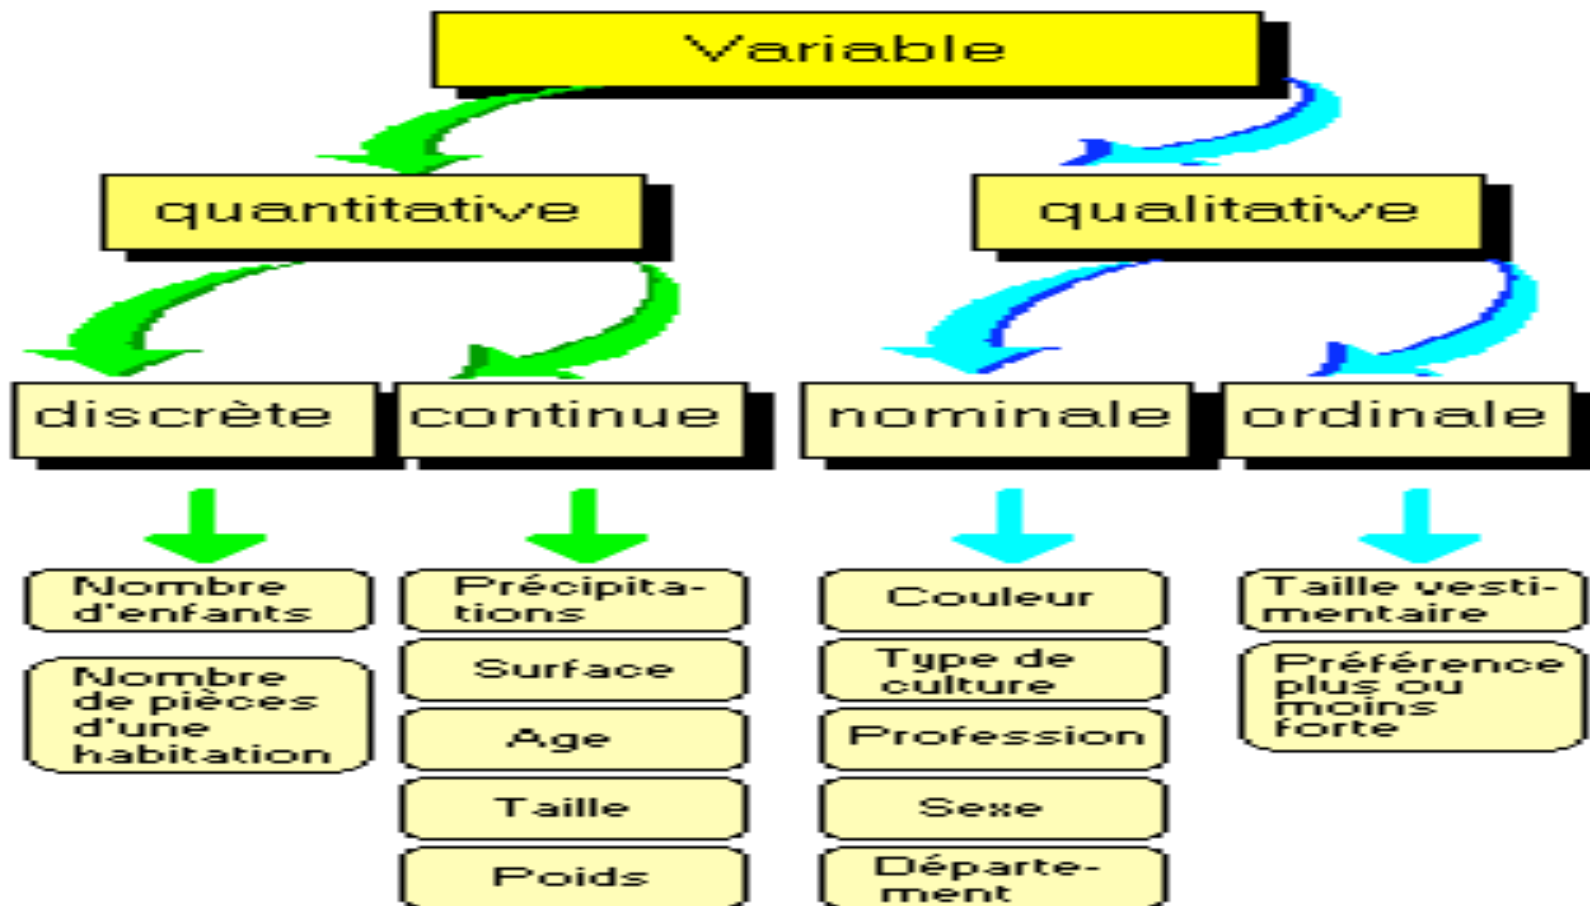 Variable
quantitative
qualitative
discrète
continue
nominale
ordinale
Nombre
d'enfants
Nombre
de pièces
d'une
habitation
Précipita-
tions
Surface
Age
Taille
Poids
Couleur
Type de
culture
Profession
Sexe
Départe-
ment
Taille vesti-
mentaire
Préférence
plus ou
moins
forte